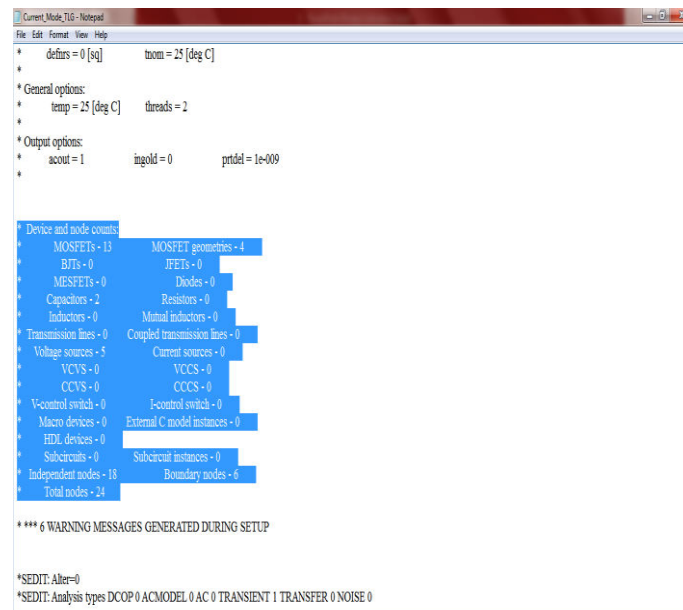 Current_Mode_TLG - Notepad
File Edit Format View Help
* defnrs = 0 [sq] tnom = 25 [deg C]
*
* General options:
* temp = 25 [deg C] threads = 2
*
* Output options:
* acout = 1 ingold = 0 prtdel = 1e-009
*
* Device and node counts:
* MOSFETs - 13 MOSFET geometries - 4
* BJTs - 0 JFETs - 0
* MESFETs - 0 Diodes - 0
* Capacitors - 2 Resistors - 0
* Inductors - 0 Mutual inductors - 0
* Transmission lines - 0 Coupled transmission lines - 0
* Voltage sources - 5 Current sources - 0
* VCVS - 0 VCCS - 0
* CCVS - 0 CCCS - 0
* V-control switch - 0 I-control switch - 0
* Macro devices - 0 External C model instances - 0
* HDL devices - 0
* Subcircuits - 0 Subcircuit instances - 0
* Independent nodes - 18 Boundary nodes - 6
* Total nodes - 24
* *** 6 WARNING MESSAGES GENERATED DURING SETUP
*SEDIT: Alter=0
*SEDIT: Analysis types DCOP 0 ACMODEL 0 AC 0 TRANSIENT 1 TRANSFER 0 NOISE 0